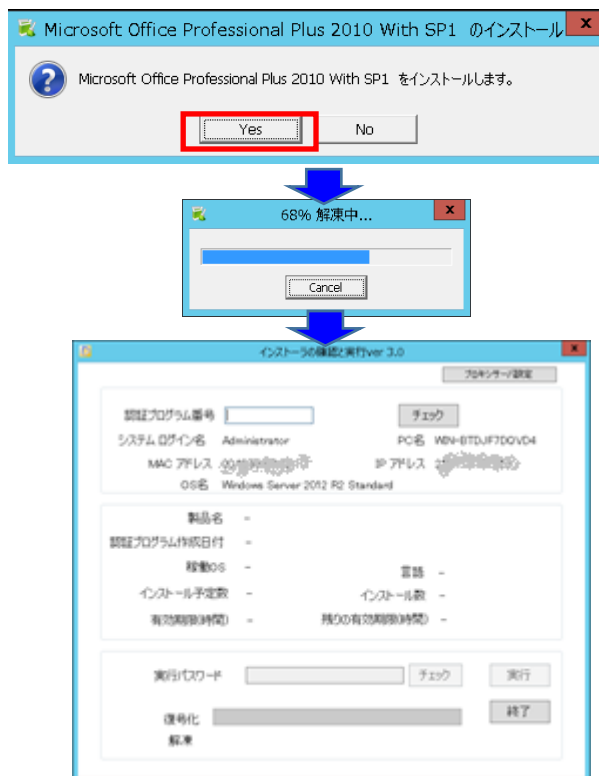 Microsoft Office Professional Plus 2010 With SP1 のインストール
Microsoft Office Professional Plus 2010 With SP1 をインストールします。
Yes No
68% 解凍中...
Cancel
インストーラの確認と実行ver 3.0
プロキシサーバ設定
認証プログラム番号 チェック
システム ログイン名 Administrator PC名 WIN-BTDJF7DOVD4
MAC アドレス IP アドレス
OS名 Windows Server 2012 R2 Standard
製品名 -
認証プログラム作成日付 -
稼働OS - 言語 -
インストール予定数 - インストール数 -
有効期限(時間) - 残りの有効期限(時間) -
実行パスワード チェック 実行
復号化 終了
解凍